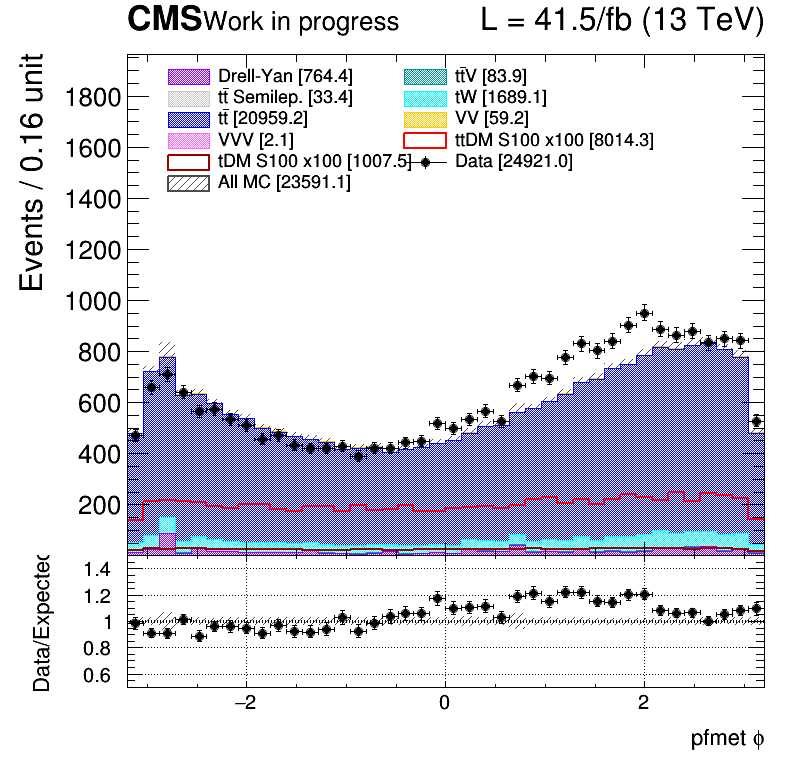 CMS Work in progress L = 41.5/fb (13 TeV)
Events / 0.16 unit
Drell-Yan [764.4] tt̄V [83.9]
tt̄ Semilep. [33.4] tW [1689.1]
tt̄ [20959.2] VV [59.2]
VVV [2.1] ttDM S100 x100 [8014.3]
tDM S100 x100 [1007.5] Data [24921.0]
All MC [23591.1]
1800
1600
1400
1200
1000
800
600
400
200
Data/Expected
1.4
1.2
1
0.8
0.6
−2 0 2
pfmet ϕ